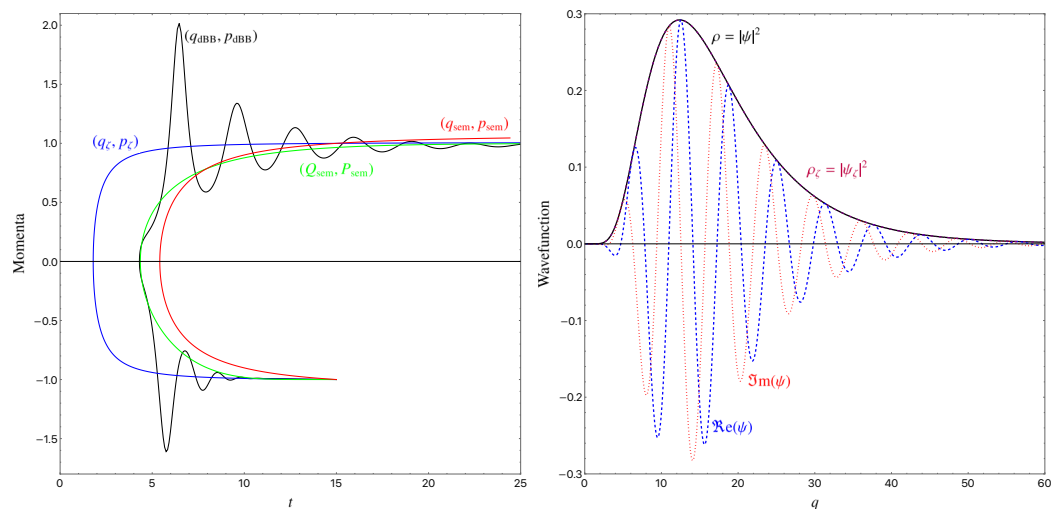 2.0
1.5
1.0
0.5
0.0
−0.5
−1.0
−1.5
Momenta
(q_dBB, p_dBB)
(q_ζ, p_ζ)
(q_sem, p_sem)
(Q_sem, P_sem)
0 5 10 15 20 25
t
0.3
0.2
0.1
0.0
−0.1
−0.2
−0.3
Wavefunction
ρ = |ψ|²
ρ_ζ = |ψ_ζ|²
ℑm(ψ)
ℜe(ψ)
0 10 20 30 40 50 60
q